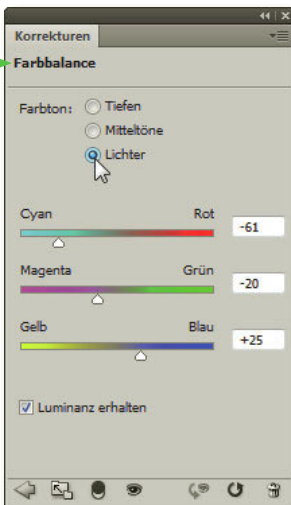 Korrekturen
Farbbalance
Farbton: Tiefen
Mitteltöne
Lichter
Cyan Rot -61
Magenta Grün -20
Gelb Blau +25
Luminanz erhalten